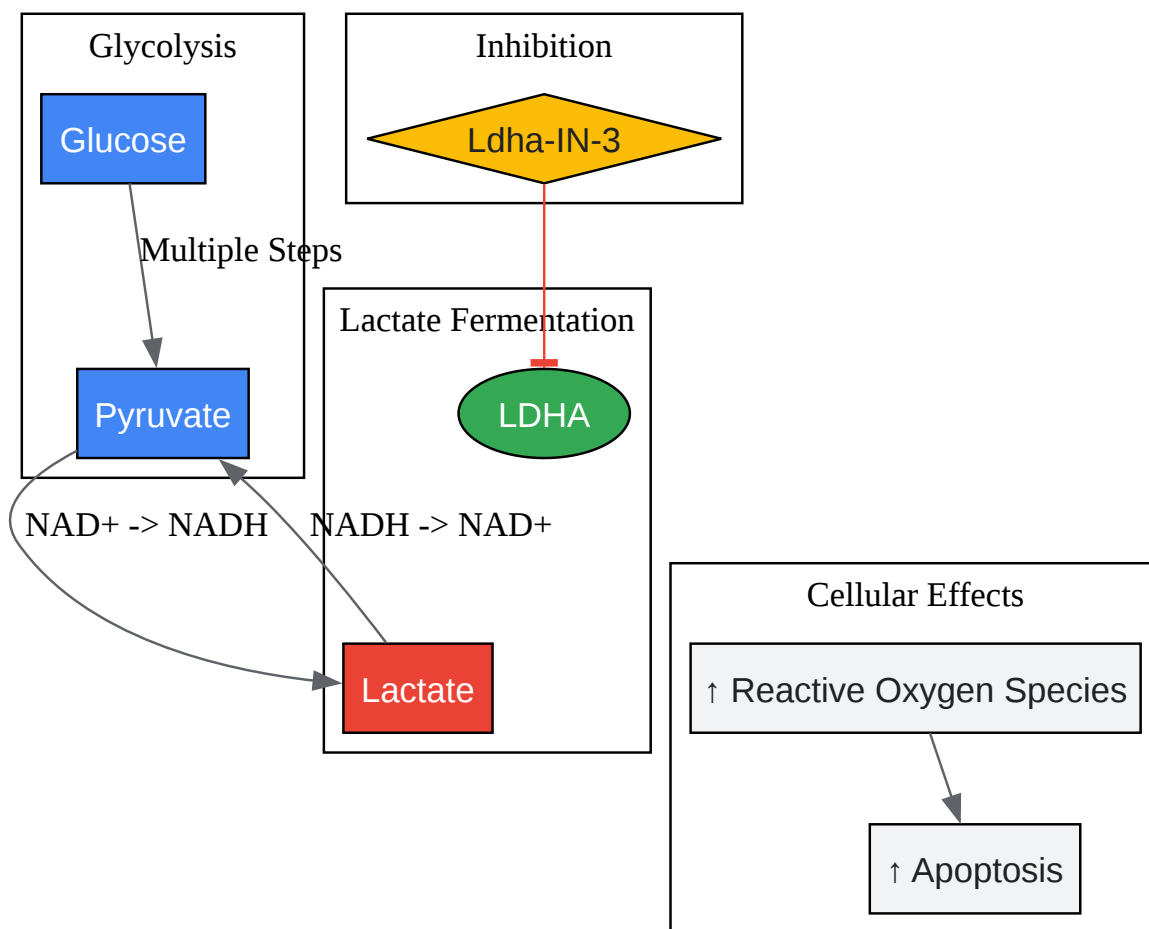 Glycolysis
Inhibition
Glucose
Ldha-IN-3
Multiple Steps
Lactate Fermentation
Pyruvate
LDHA
NAD+ -> NADH
NADH -> NAD+
Cellular Effects
Lactate
↑ Reactive Oxygen Species
↑ Apoptosis